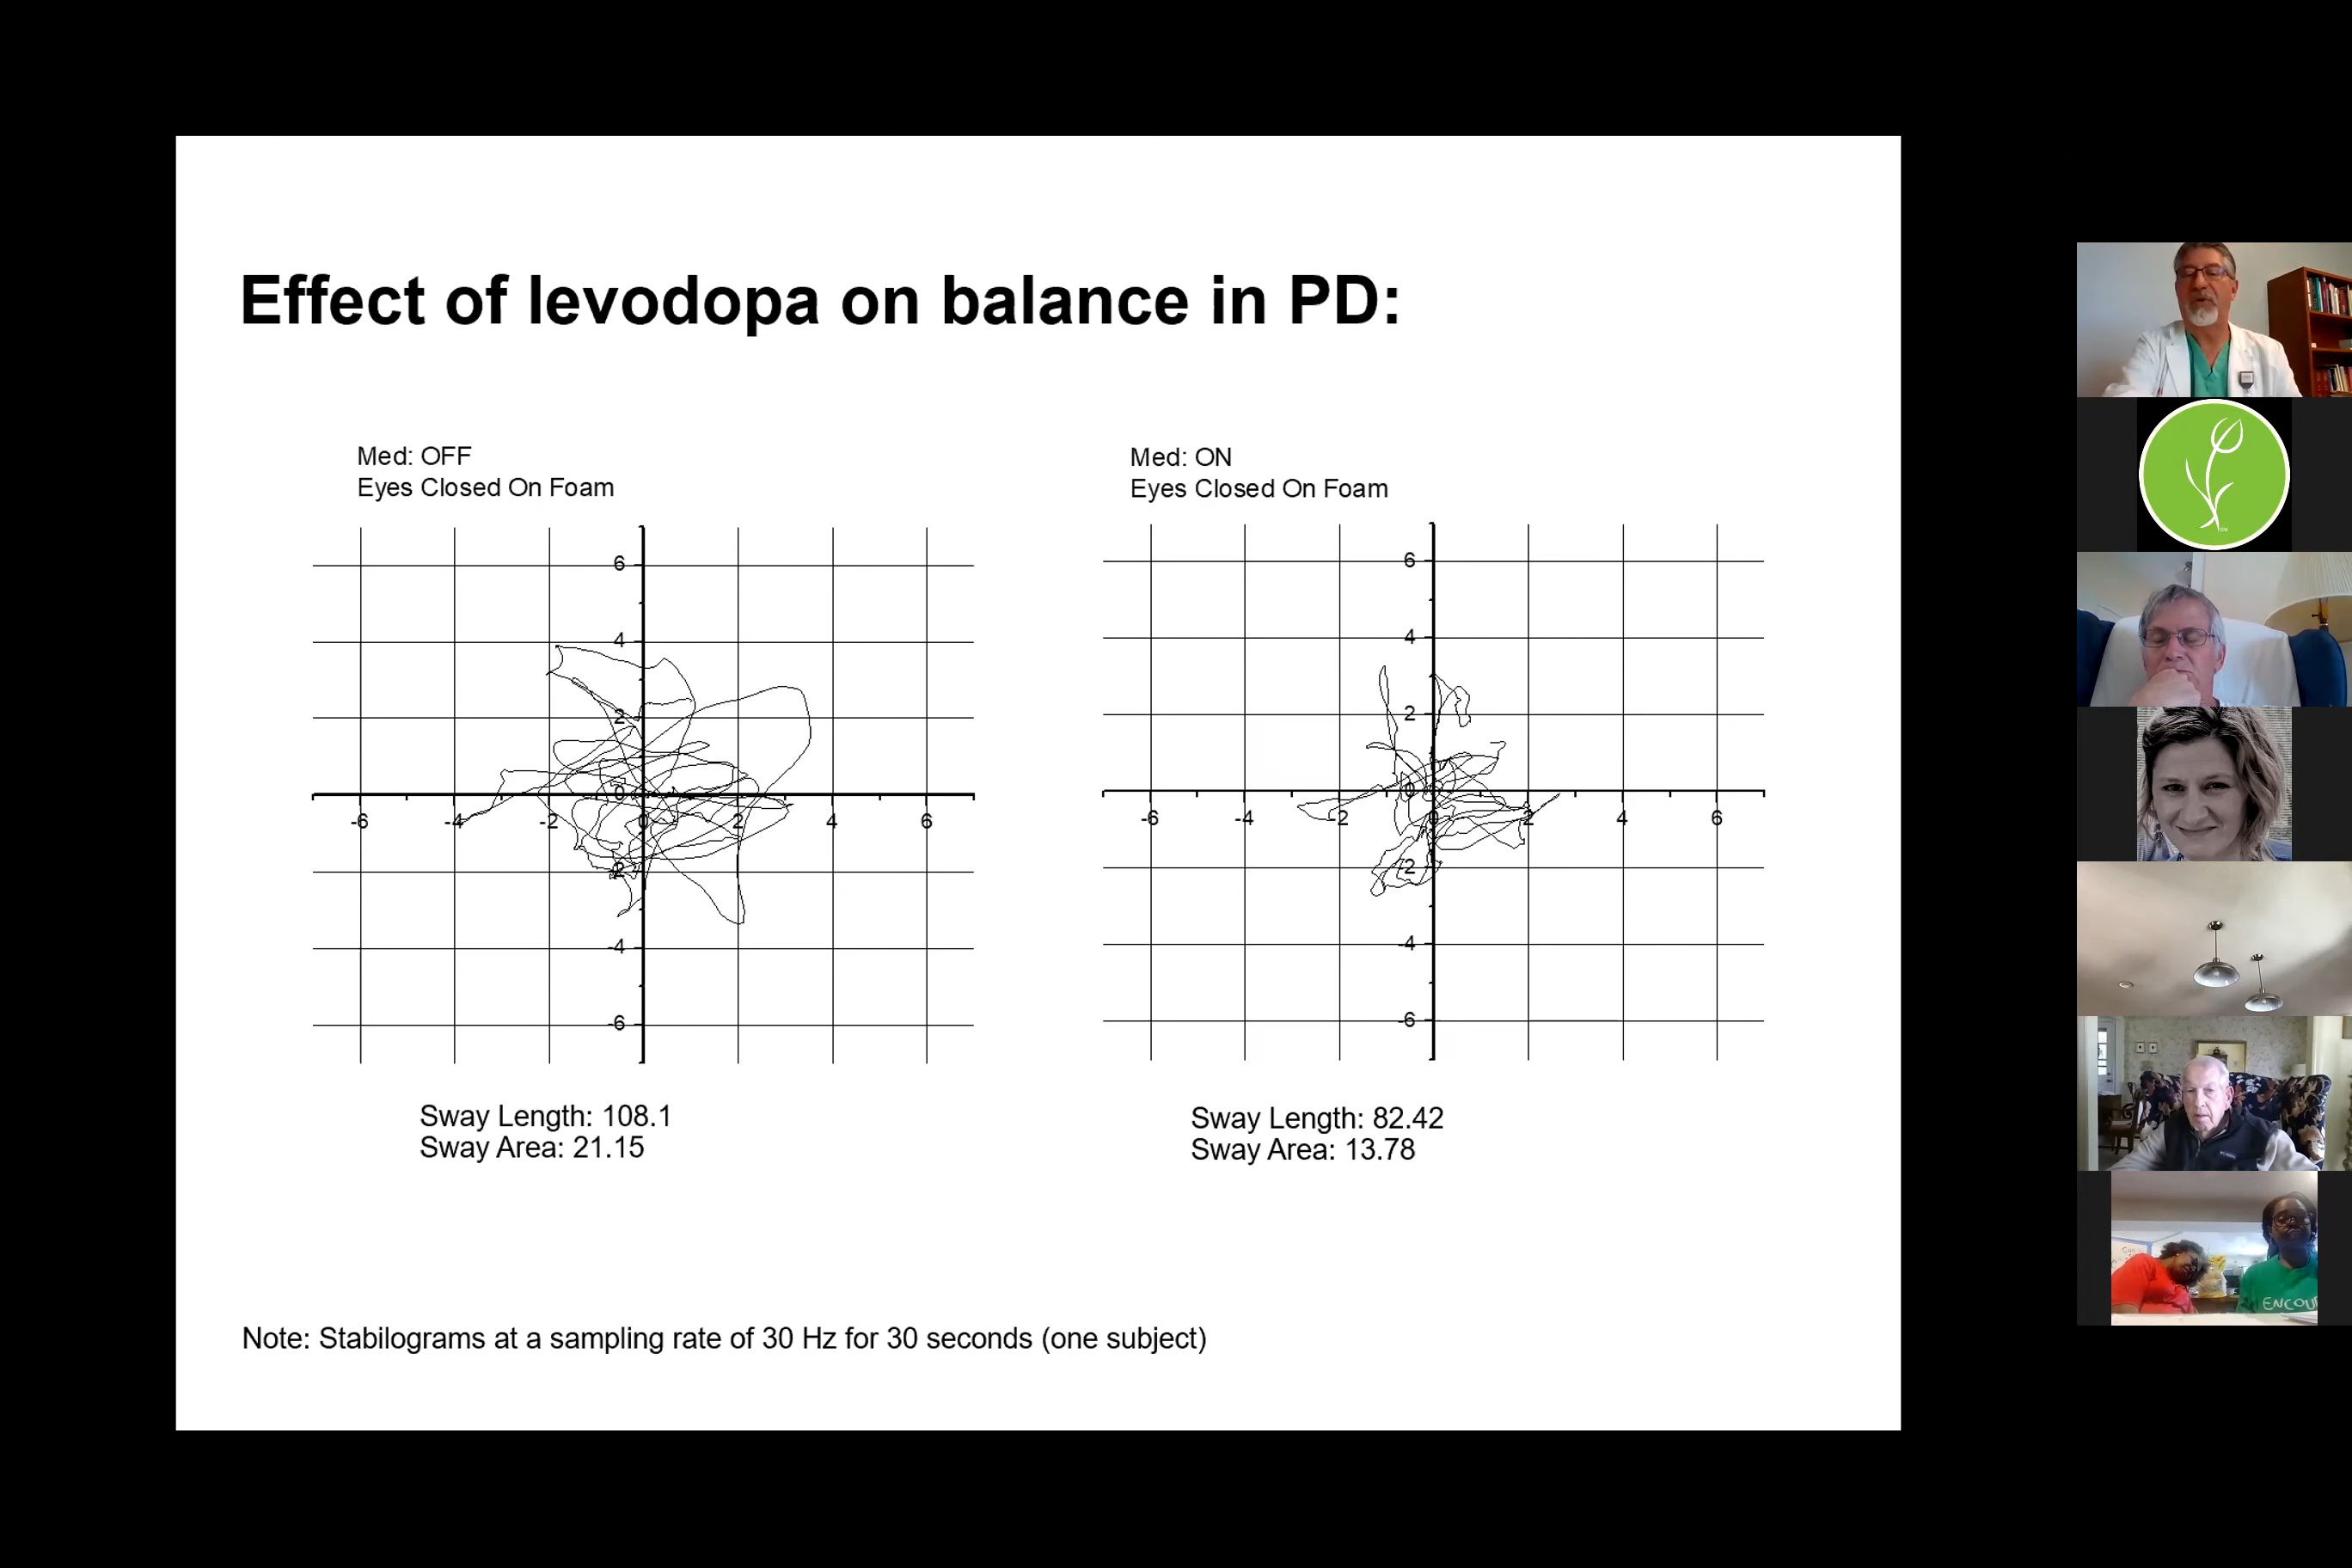 Effect of levodopa on balance in PD:
Med: OFF
Eyes Closed On Foam
6
4
2
0
-6 -4 -2 0 2 4 6
-2
-4
-6
Sway Length: 108.1
Sway Area: 21.15
Med: ON
Eyes Closed On Foam
6
4
2
0
-6 -4 -2 0 2 4 6
-2
-4
-6
Sway Length: 82.42
Sway Area: 13.78
Note: Stabilograms at a sampling rate of 30 Hz for 30 seconds (one subject)